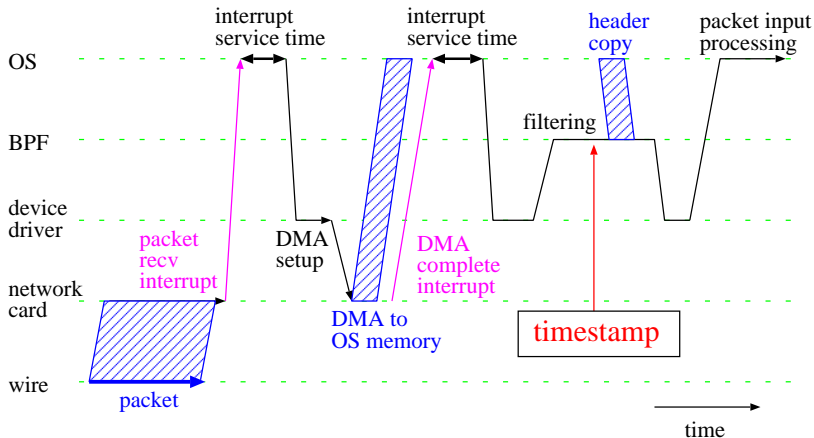 interrupt
service time
interrupt
service time
header
copy
packet input
processing
OS
BPF
filtering
device
driver
packet
recv
interrupt
DMA
setup
DMA
complete
interrupt
network
card
DMA to
OS memory
timestamp
wire
packet
time